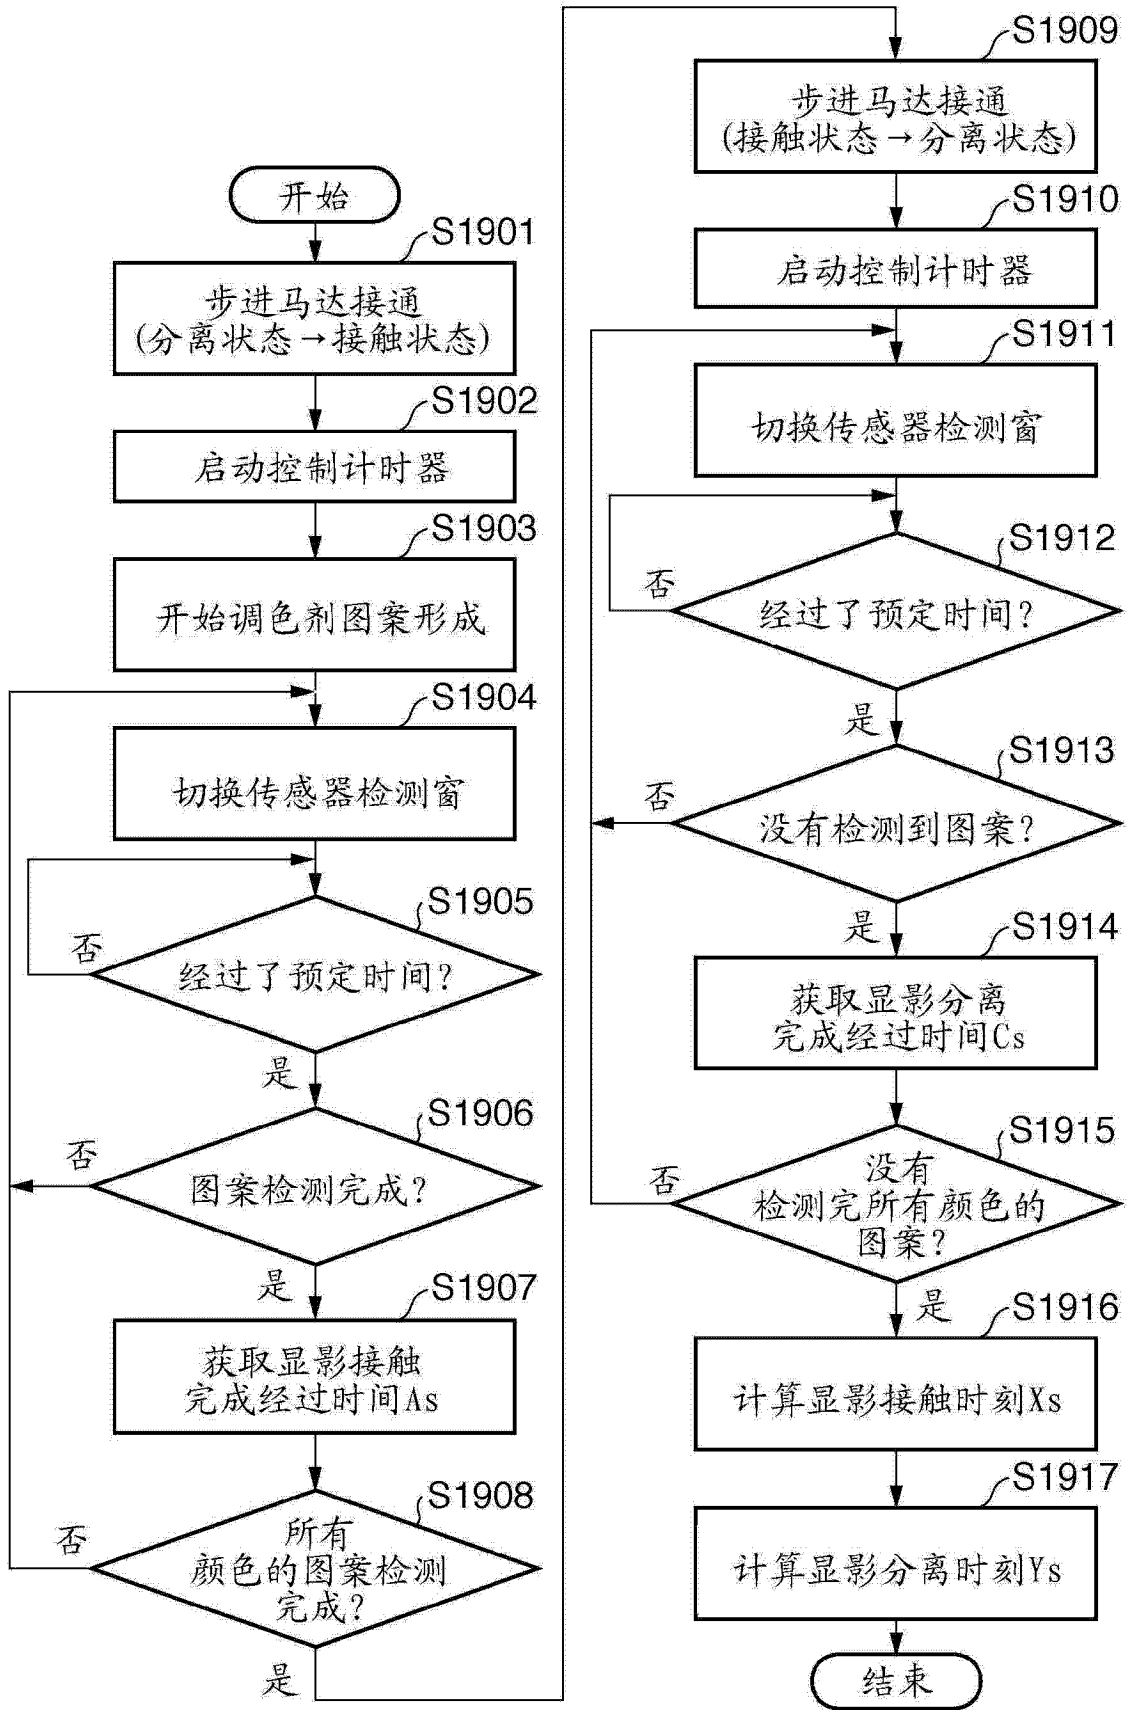 开始
S1901
步进马达接通
(分离状态→接触状态)
S1902
启动控制计时器
S1903
开始调色剂图案形成
S1904
切换传感器检测窗
S1905
否
经过了预定时间?
是
S1906
否
图案检测完成?
是
S1907
获取显影接触
完成经过时间As
S1908
否
所有
颜色的图案检测
完成?
是
S1909
步进马达接通
(接触状态→分离状态)
S1910
启动控制计时器
S1911
切换传感器检测窗
S1912
否
经过了预定时间?
是
S1913
否
没有检测到图案?
是
S1914
获取显影分离
完成经过时间Cs
S1915
否
没有
检测完所有颜色的
图案?
是
S1916
计算显影接触时刻Xs
S1917
计算显影分离时刻Ys
结束